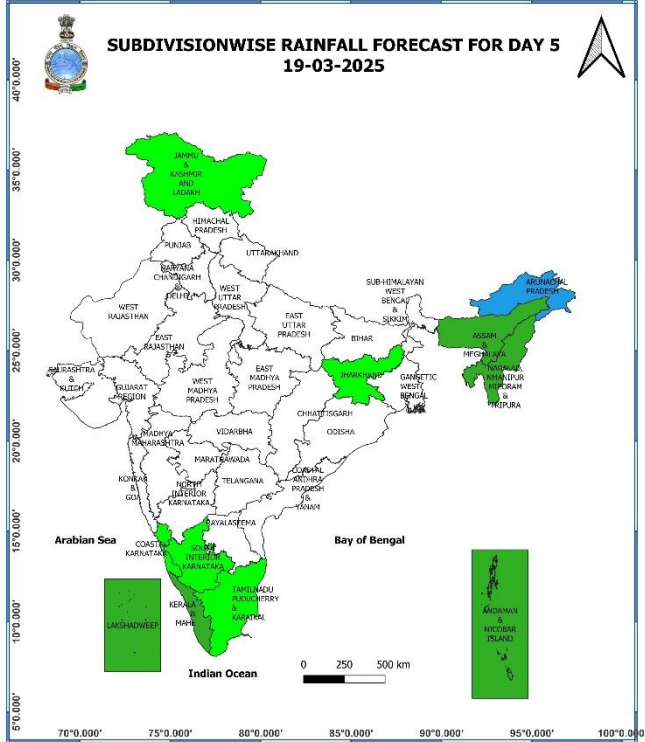 SUBDIVISIONWISE RAINFALL FORECAST FOR DAY 5
19-03-2025
40°0.000'
35°0.000'
30°0.000'
25°0.000'
20°0.000'
15°0.000'
10°0.000'
5°0.000'
JAMMU
&
KASHMIR
AND
LADAKH
HIMACHAL
PRADESH
PUNJAB
UTTARAKHAND
HARYANA
CHANDIGARH
&
DELHI
WEST
UTTAR
PRADESH
WEST
RAJASTHAN
EAST
RAJASTHAN
EAST
UTTAR
PRADESH
SUB-HIMALAYAN
WEST
BENGAL
&
SIKKIM
ARUNACHAL
PRADESH
ASSAM
&
MEGHALAYA
NAGALAD,
NMANIPUR
MIZORAM
&
TRIPURA
BIHAR
JHARKHAND
GANGETIC
WEST
BENGAL
SAURASHTRA
&
KUTCH
GUJARAT
REGION
WEST
MADHYA
PRADESH
EAST
MADHYA
PRADESH
CHHATTISGARH
ODISHA
MADHYA
MAHARASHTRA
VIDARBHA
MARATHWADA
TELANGANA
KONKAN
&
GOA
NORTH
INTERIOR
KARNATAKA
COASTAL
ANDHRA
PRADESH
&
YANAM
RAYALASEEMA
COASTAL
KARNATAKA
SOUTH
INTERIOR
KARNATAKA
TAMILNADU
PUDUCHERRY
&
KARAIKAL
KERALA
&
MAHE
LAKSHADWEEP
ANDAMAN
&
NICOBAR
ISLAND
Arabian Sea
Bay of Bengal
Indian Ocean
0 250 500 km
70°0.000' 75°0.000' 80°0.000' 85°0.000' 90°0.000' 95°0.000' 100°0.000'